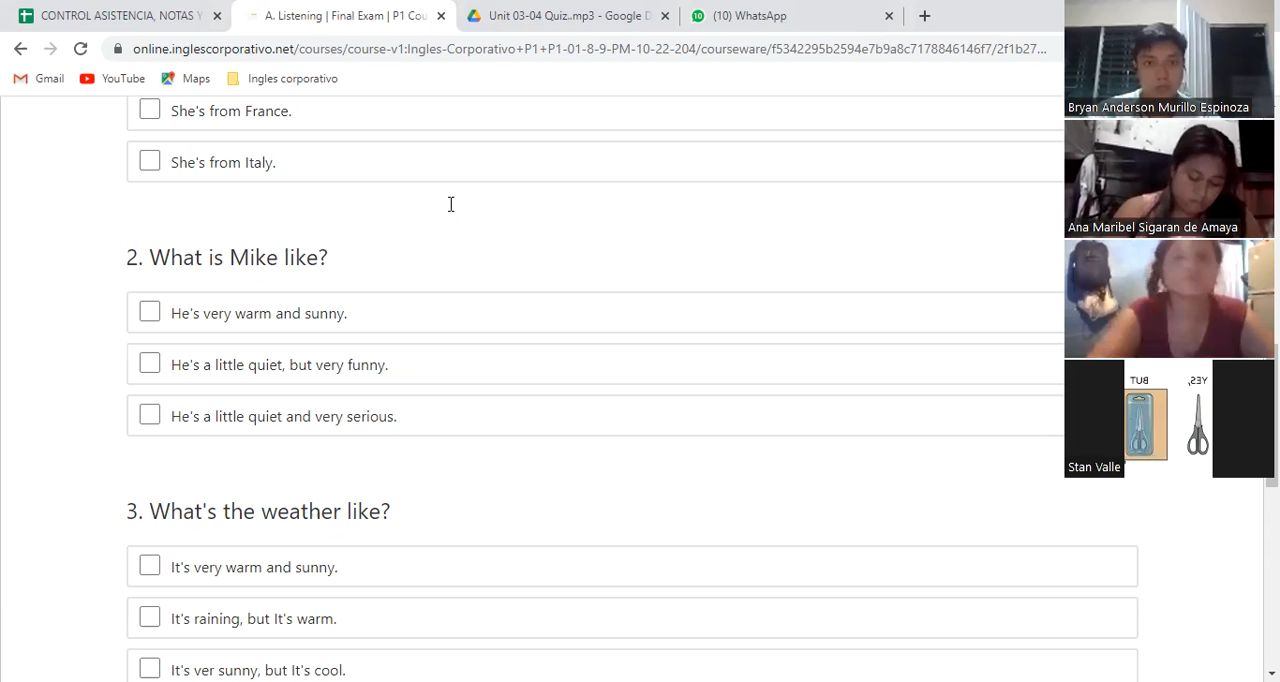 CONTROL ASISTENCIA, NOTAS Y
A. Listening | Final Exam | P1 Cou
Unit 03-04 Quiz..mp3 - Google D
(10) WhatsApp
online.inglescorporativo.net/courses/course-v1:Ingles-Corporativo+P1+P1-01-8-9-PM-10-22-204/courseware/f5342295b2594e7b9a8c7178846146f7/2f1b27...
Gmail
YouTube
Maps
Ingles corporativo
She's from France.
She's from Italy.
2. What is Mike like?
He's very warm and sunny.
He's a little quiet, but very funny.
He's a little quiet and very serious.
3. What's the weather like?
It's very warm and sunny.
It's raining, but It's warm.
It's ver sunny, but It's cool.
Bryan Anderson Murillo Espinoza
Ana Maribel Sigaran de Amaya
BUT
YES,
Stan Valle